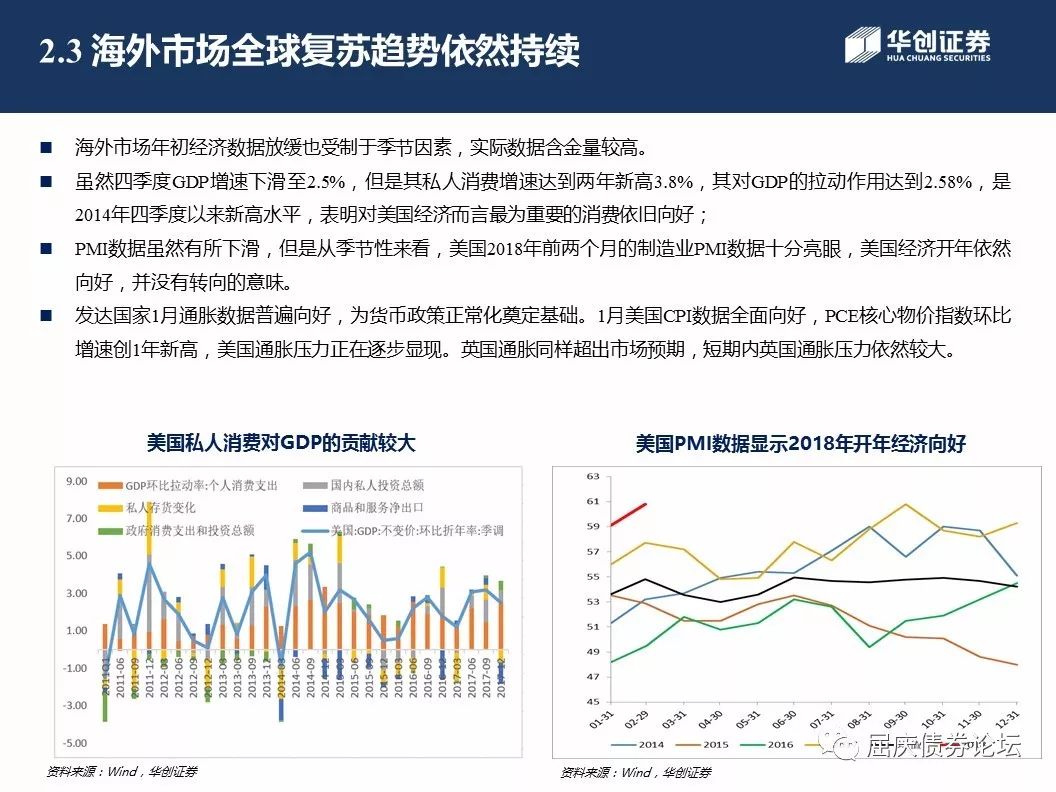 2.3 海外市场全球复苏趋势依然持续
华创证券
HUA CHUANG SECURITIES
■ 海外市场年初经济数据放缓也受制于季节因素，实际数据含金量较高。
■ 虽然四季度GDP增速下滑至2.5%，但是其私人消费增速达到两年新高3.8%，其对GDP的拉动作用达到2.58%，是
2014年四季度以来新高水平，表明对美国经济而言最为重要的消费依旧向好；
■ PMI数据虽然有所下滑，但是从季节性来看，美国2018年前两个月的制造业PMI数据十分亮眼，美国经济开年依然
向好，并没有转向的意味。
■ 发达国家1月通胀数据普遍向好，为货币政策正常化奠定基础。1月美国CPI数据全面向好，PCE核心物价指数环比
增速创1年新高，美国通胀压力正在逐步显现。英国通胀同样超出市场预期，短期内英国通胀压力依然较大。
美国私人消费对GDP的贡献较大
9.00
7.00
5.00
3.00
1.00
-1.00
-3.00
-5.00
GDP环比拉动率:个人消费支出 国内私人投资总额
私人存货变化 商品和服务净出口
政府消费支出和投资总额 美国:GDP:不变价:环比折年率:季调
2011-06 2011-09 2011-12 2012-03 2012-06 2012-09 2012-12 2013-03 2013-06 2013-09 2013-12 2014-03 2014-06 2014-09 2014-12 2015-03 2015-06 2015-09 2015-12 2016-03 2016-06 2016-09 2016-12 2017-03 2017-06 2017-09 2017-12
资料来源：Wind，华创证券
美国PMI数据显示2018年开年经济向好
63
61
59
57
55
53
51
49
47
45
01-31 02-29 03-31 04-30 05-31 06-30 07-31 08-31 09-30 10-31 11-30 12-31
2014 2015 2016
屈庆债券论坛
资料来源：Wind，华创证券